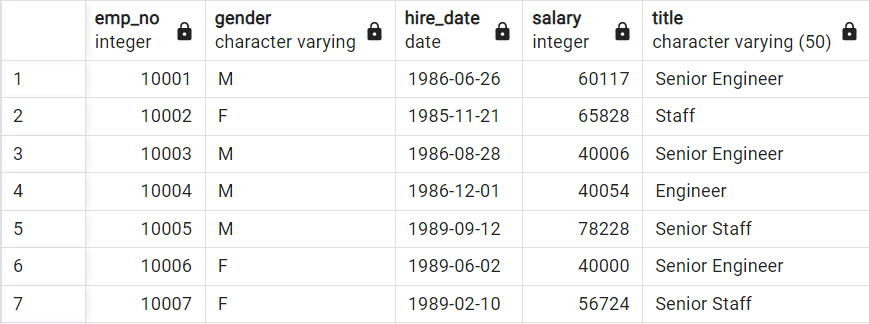 emp_no gender hire_date salary title
integer character varying date integer character varying (50)
1 10001 M 1986-06-26 60117 Senior Engineer
2 10002 F 1985-11-21 65828 Staff
3 10003 M 1986-08-28 40006 Senior Engineer
4 10004 M 1986-12-01 40054 Engineer
5 10005 M 1989-09-12 78228 Senior Staff
6 10006 F 1989-06-02 40000 Senior Engineer
7 10007 F 1989-02-10 56724 Senior Staff